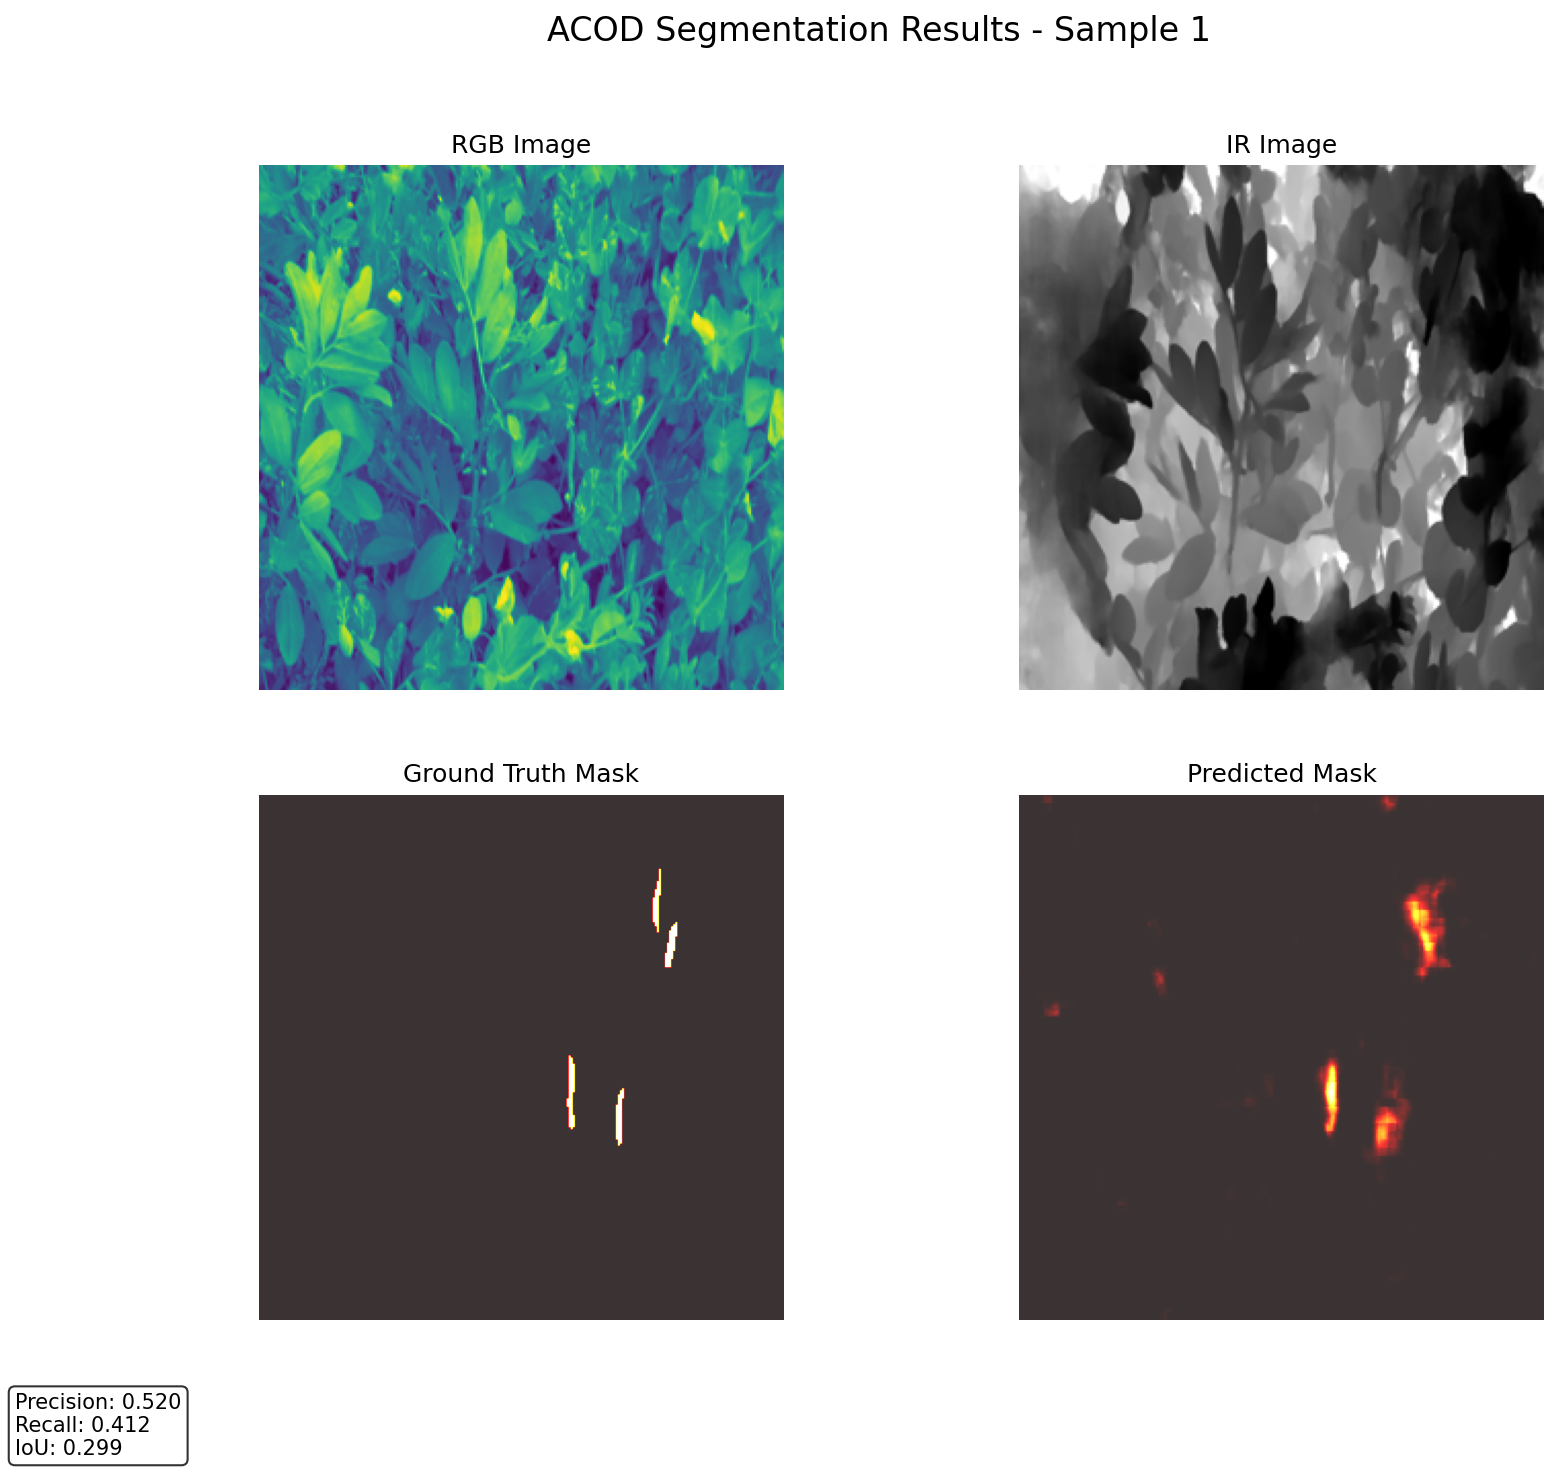 ACOD Segmentation Results - Sample 1
RGB Image
IR Image
Ground Truth Mask
Predicted Mask
Precision: 0.520
Recall: 0.412
IoU: 0.299